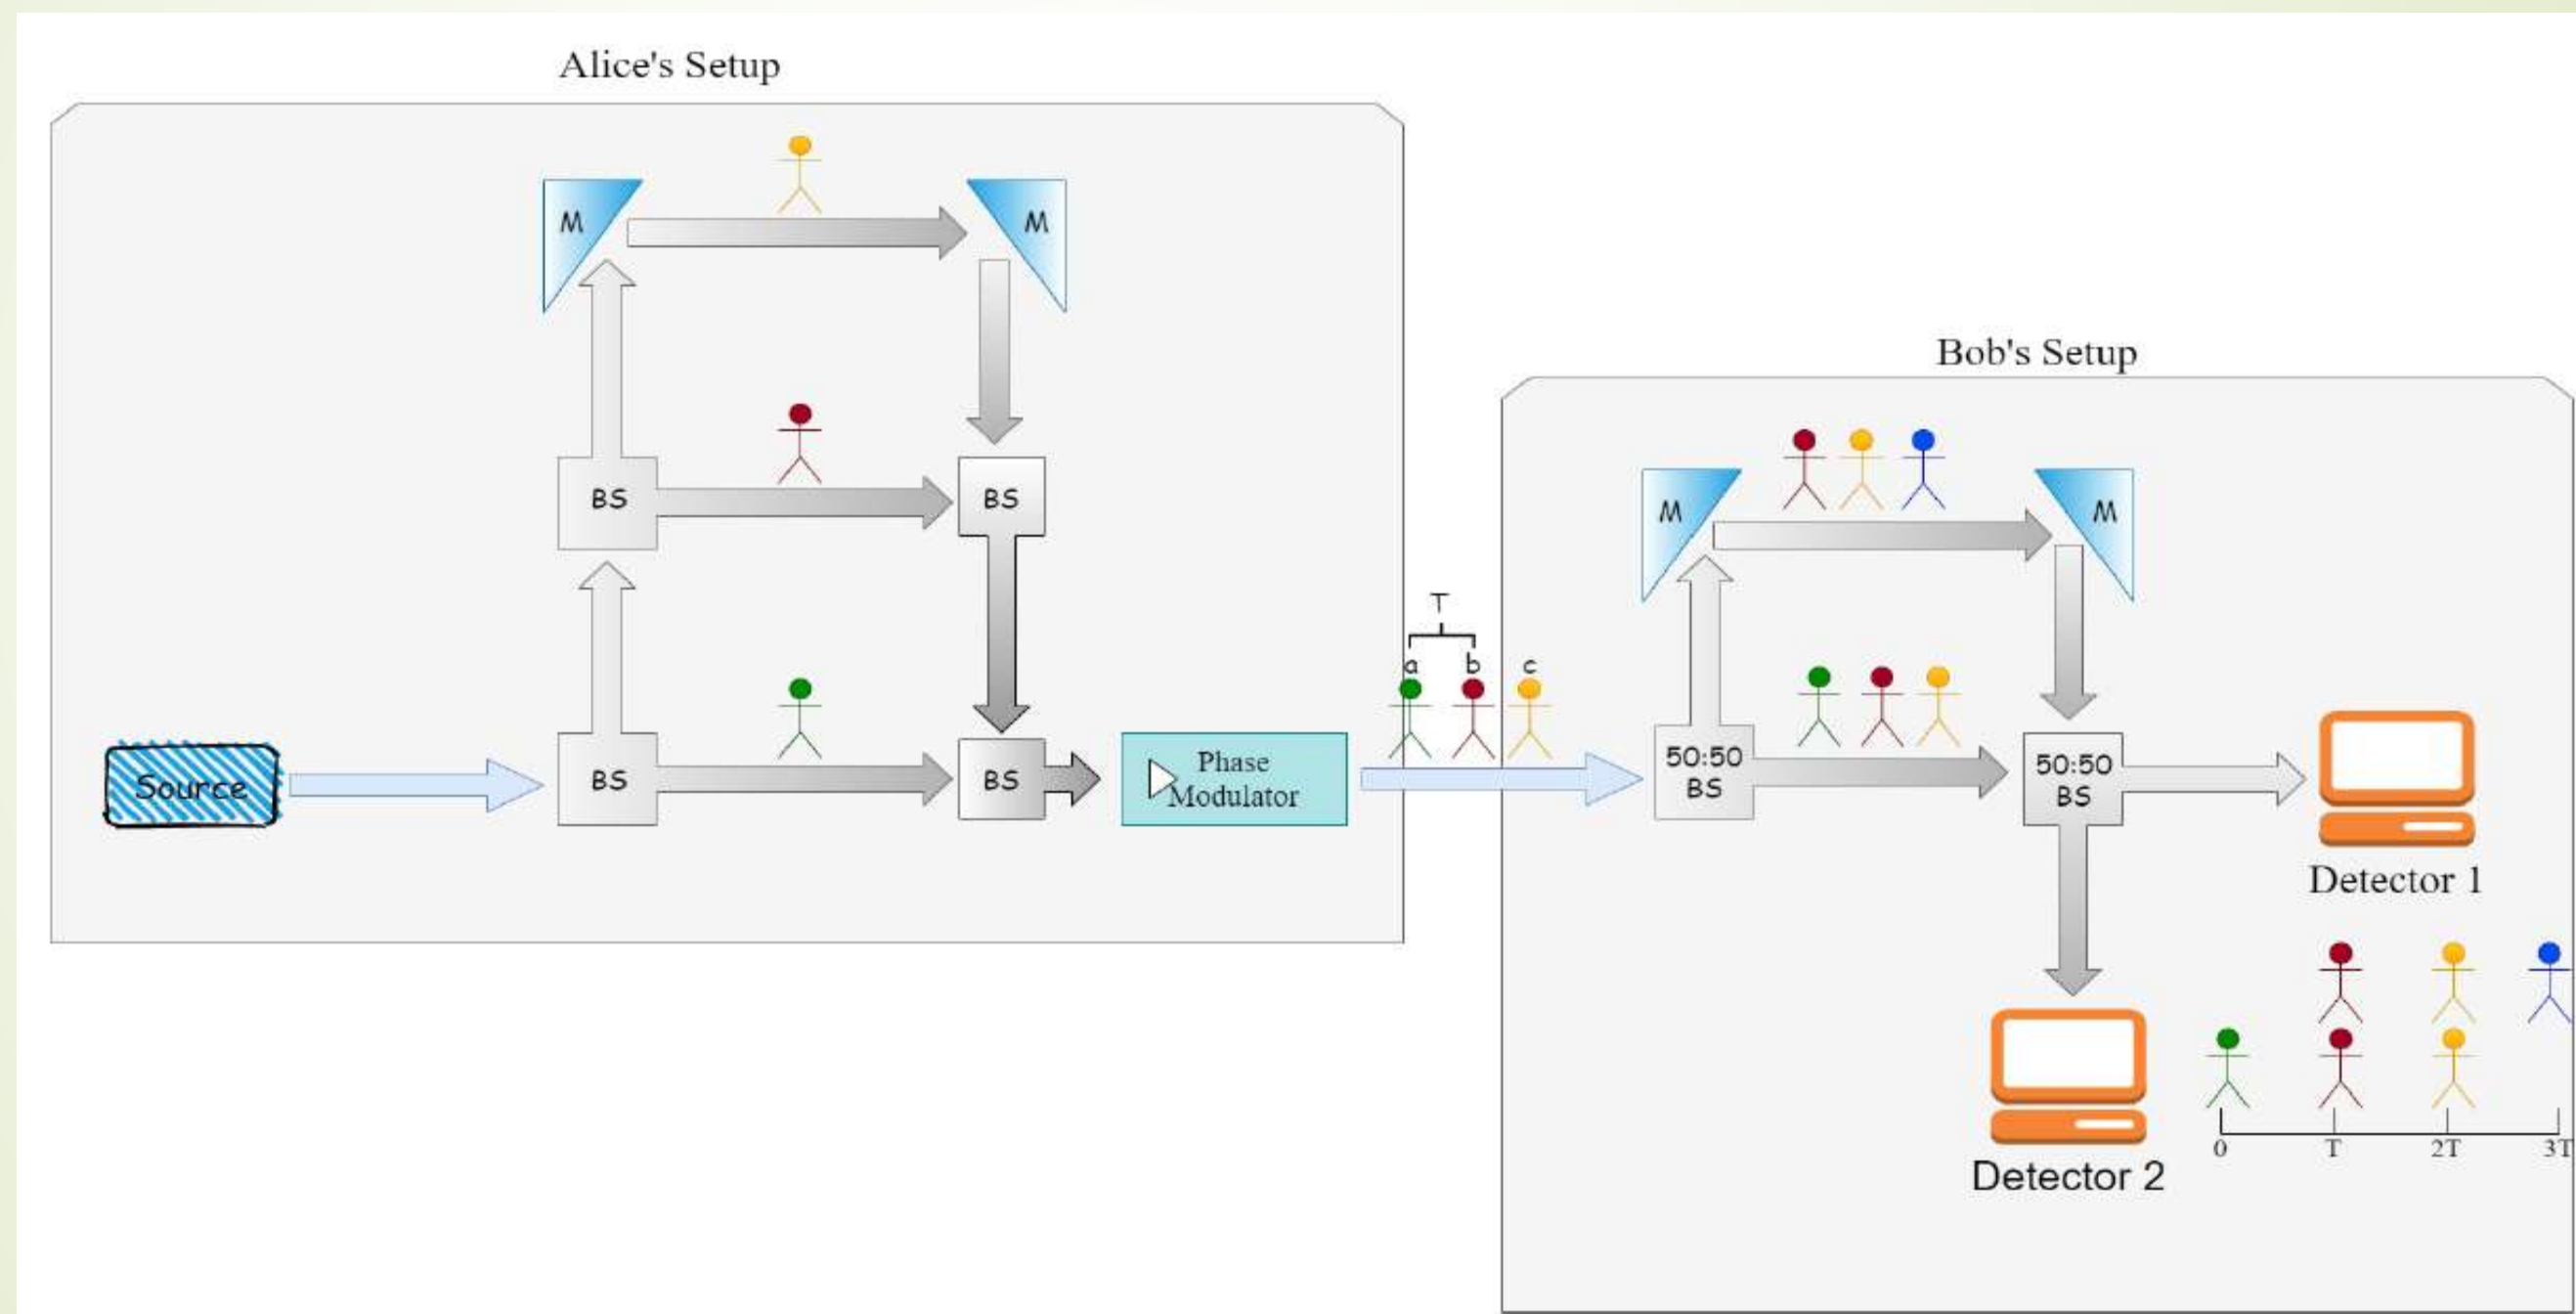 Alice's Setup
M
M
BS
BS
Source
BS
BS
Phase
Modulator
T
a b c
Bob's Setup
M
M
50:50
BS
50:50
BS
Detector 1
Detector 2
0 T 2T 3T